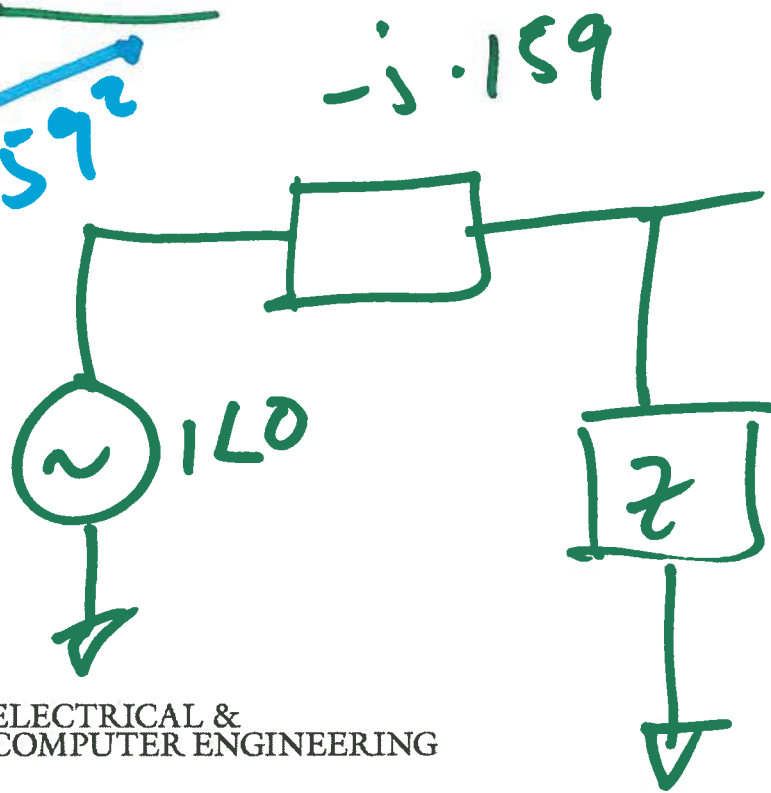 -j .159
59²
1∠0
~
Z
ELECTRICAL &
COMPUTER ENGINEERING